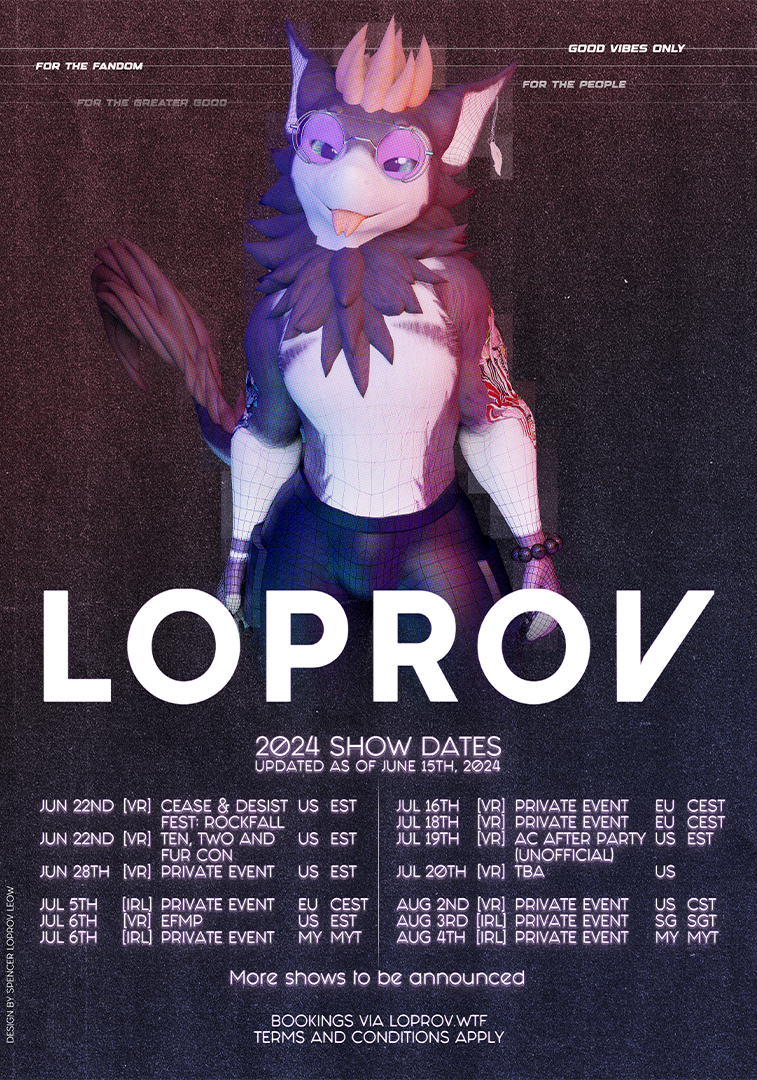 GOOD VIBES ONLY
FOR THE FANDOM
FOR THE PEOPLE
FOR THE GREATER GOOD
LOPROV
2024 SHOW DATES
UPDATED AS OF JUNE 15TH, 2024
JUN 22ND [VR] CEASE & DESIST US EST
FEST: ROCKFALL
JUN 22ND [VR] TEN, TWO AND US EST
FUR CON
JUN 28TH [VR] PRIVATE EVENT US EST
JUL 5TH [IRL] PRIVATE EVENT EU CEST
JUL 6TH [VR] EFMP US EST
JUL 6TH [IRL] PRIVATE EVENT MY MYT
JUL 16TH [VR] PRIVATE EVENT EU CEST
JUL 18TH [VR] PRIVATE EVENT EU CEST
JUL 19TH [VR] AC AFTER PARTY US EST
(UNOFFICIAL)
JUL 20TH [VR] TBA US
AUG 2ND [VR] PRIVATE EVENT US CST
AUG 3RD [IRL] PRIVATE EVENT SG SGT
AUG 4TH [IRL] PRIVATE EVENT MY MYT
More shows to be announced
BOOKINGS VIA LOPROV.WTF
TERMS AND CONDITIONS APPLY
DESIGN BY SPENCER LOPROV LEOW